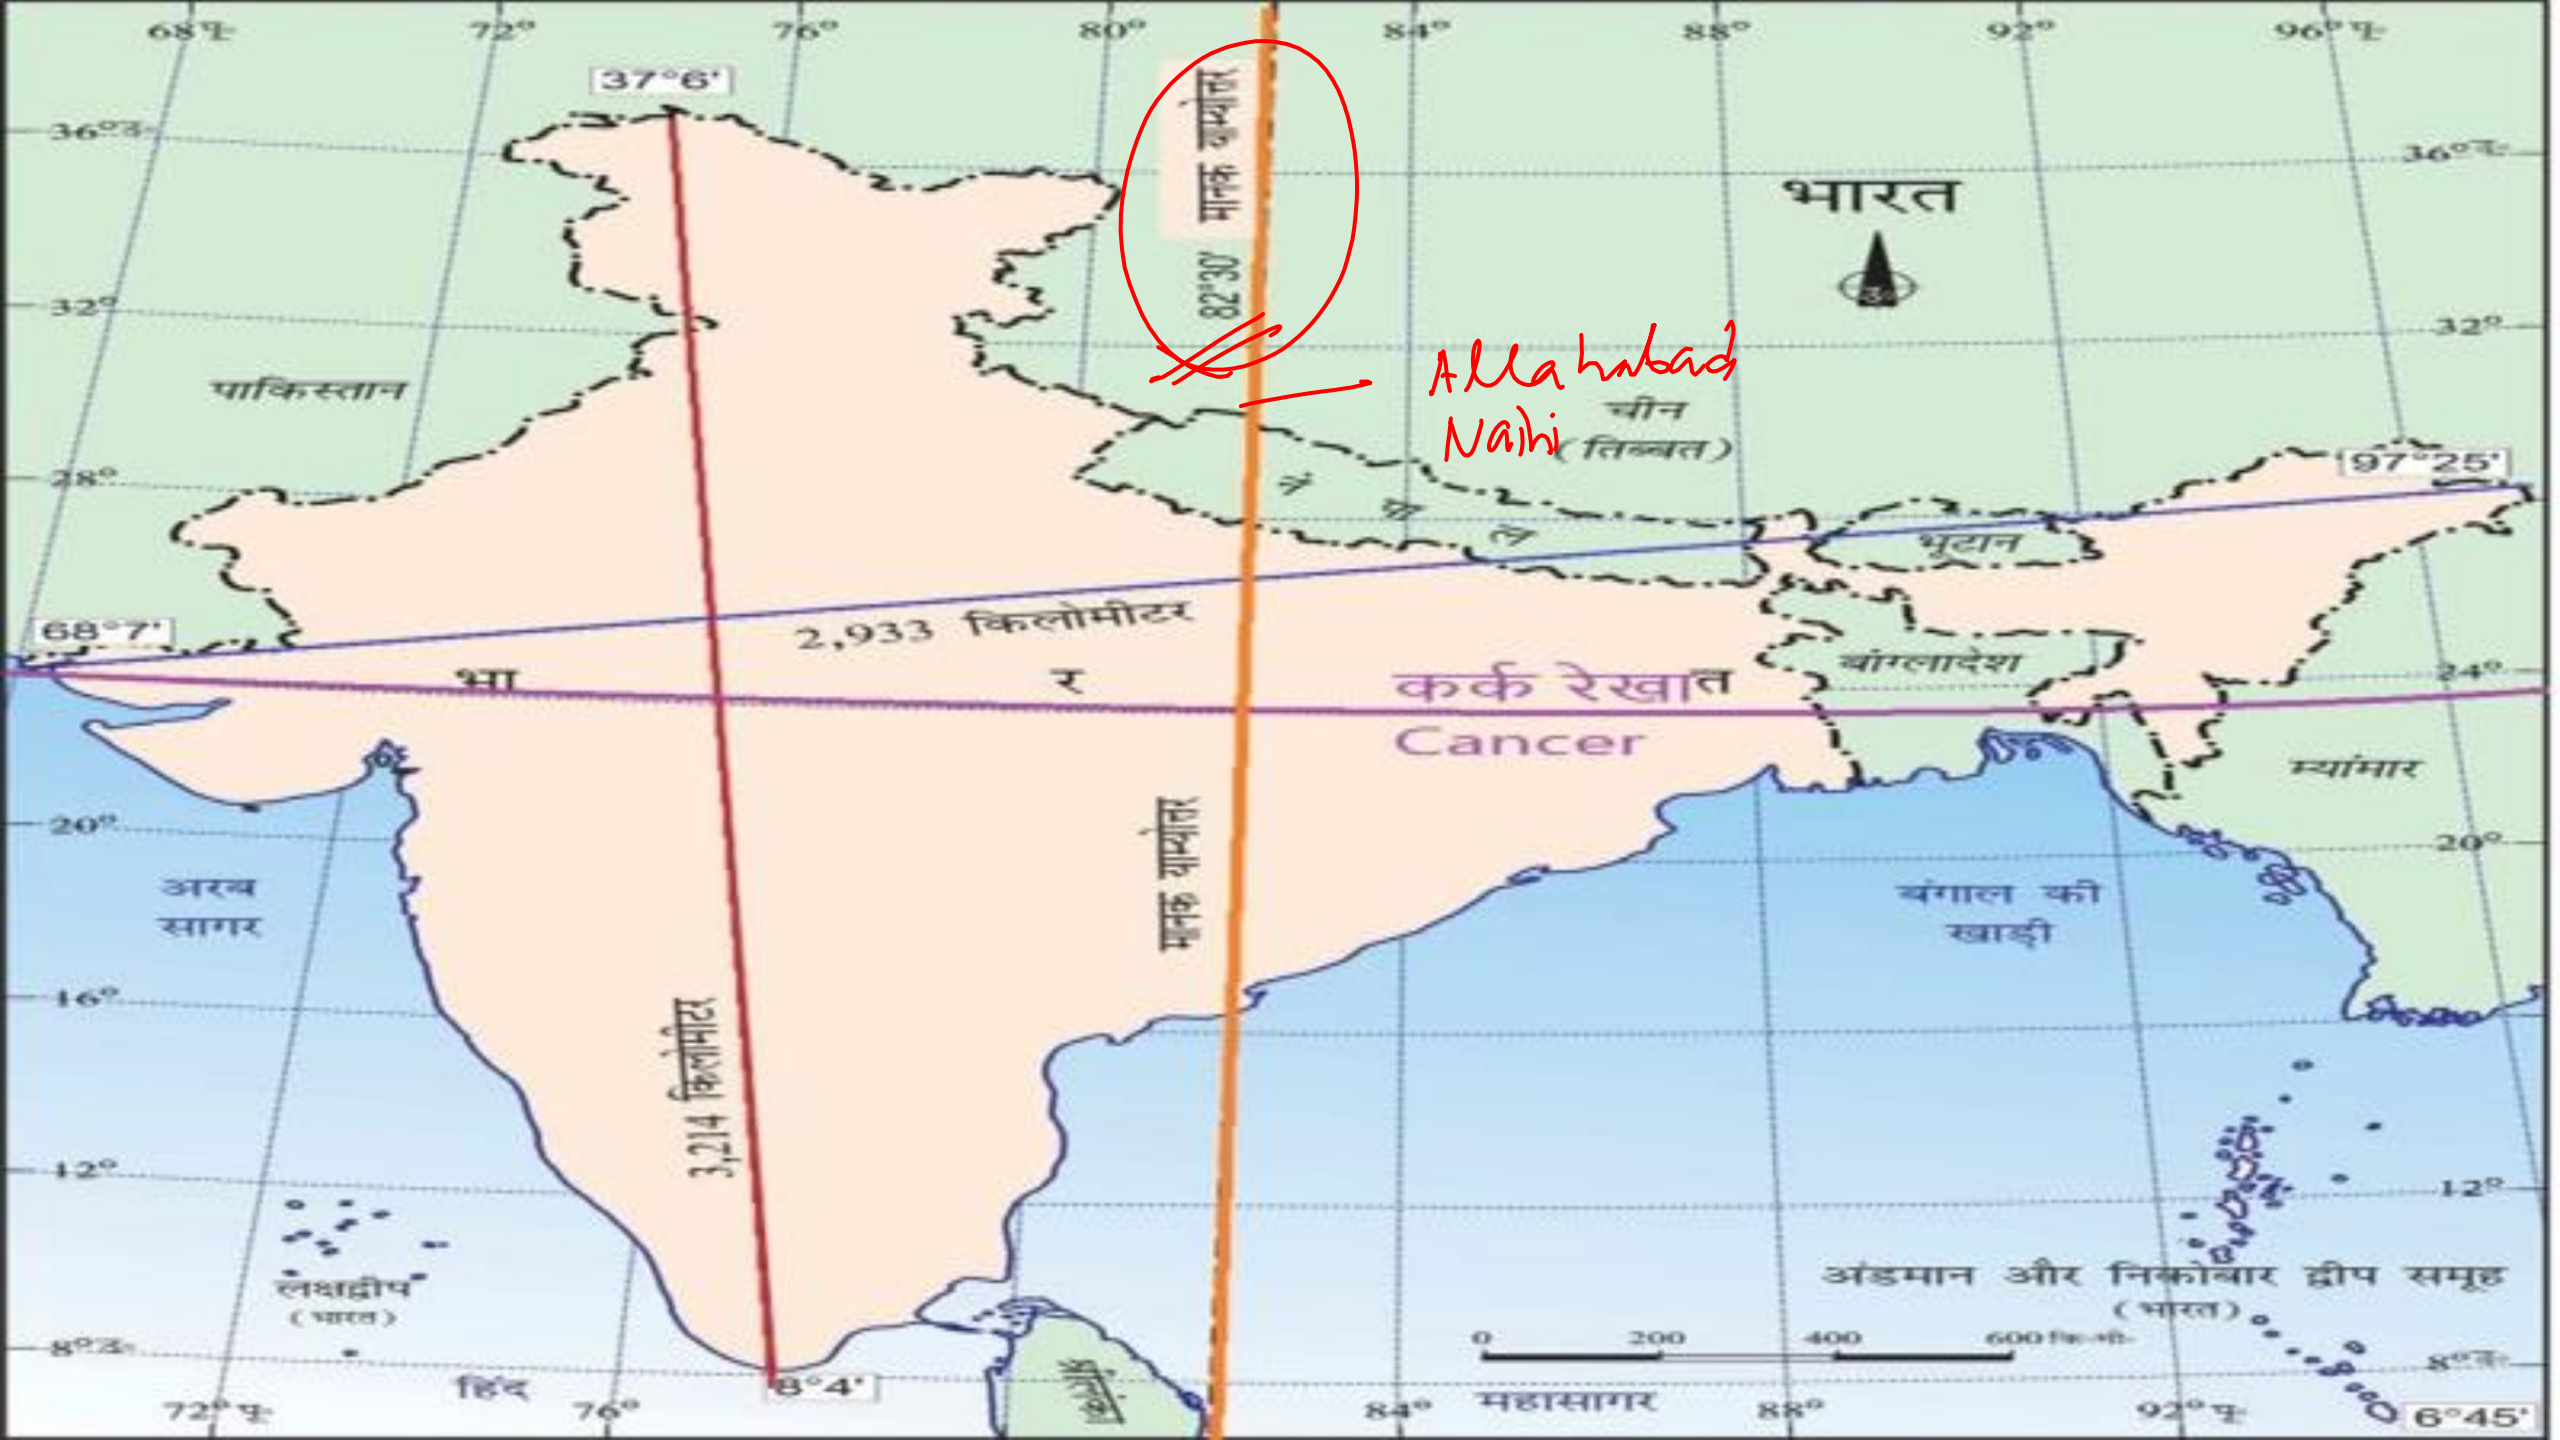 68°पू. 72° 76° 80° 84° 88° 92° 96°पू.
37°6'
36°उ.
36°उ.
मानक याम्योत्तर
82°30'
भारत
उ.
32°
32°
पाकिस्तान
Allahabad
Naihi
चीन
(तिब्बत)
28°
97°25'
ने
पा
ल
भूटान
68°7'
2,933 किलोमीटर
भा र त
कर्क रेखा
Cancer
बांग्लादेश
24°
म्यांमार
मानक याम्योत्तर
20°
20°
अरब
सागर
बंगाल की
खाड़ी
16°
3,214 किलोमीटर
12°
12°
लक्षद्वीप
(भारत)
अंडमान और निकोबार द्वीप समूह
(भारत)
0 200 400 600 कि.मी.
8°उ.
8°उ.
8°4'
हिंद
महासागर
श्रीलंका
72°पू. 76° 84° 88° 92°पू.
6°45'